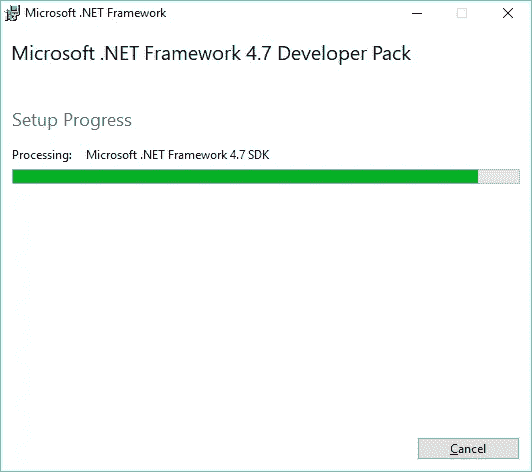 Microsoft .NET Framework
Microsoft .NET Framework 4.7 Developer Pack
Setup Progress
Processing: Microsoft .NET Framework 4.7 SDK
Cancel